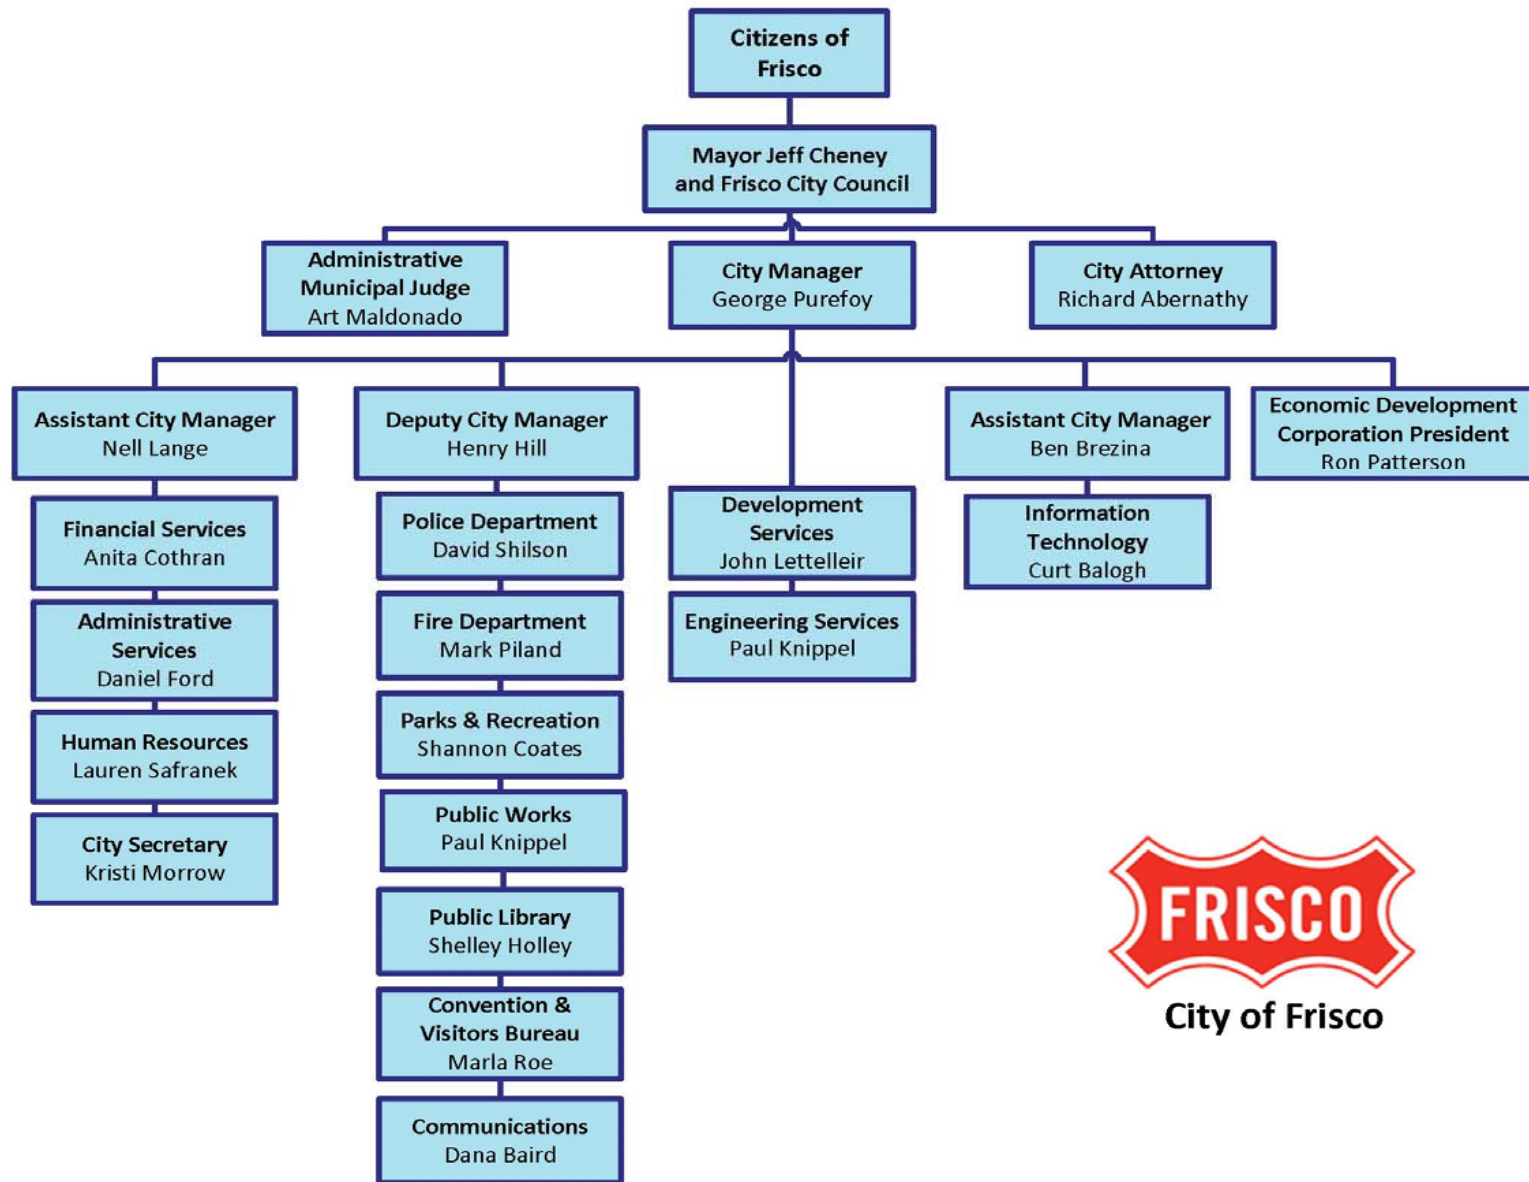 Citizens of
Frisco
Mayor Jeff Cheney
and Frisco City Council
Administrative
Municipal Judge
Art Maldonado
City Manager
George Purefoy
City Attorney
Richard Abernathy
Assistant City Manager
Nell Lange
Deputy City Manager
Henry Hill
Assistant City Manager
Ben Brezina
Economic Development
Corporation President
Ron Patterson
Financial Services
Anita Cothran
Administrative
Services
Daniel Ford
Human Resources
Lauren Safranek
City Secretary
Kristi Morrow
Police Department
David Shilson
Fire Department
Mark Piland
Parks & Recreation
Shannon Coates
Public Works
Paul Knippel
Public Library
Shelley Holley
Convention &
Visitors Bureau
Marla Roe
Communications
Dana Baird
Development
Services
John Lettelleir
Engineering Services
Paul Knippel
Information
Technology
Curt Balogh
FRISCO
City of Frisco